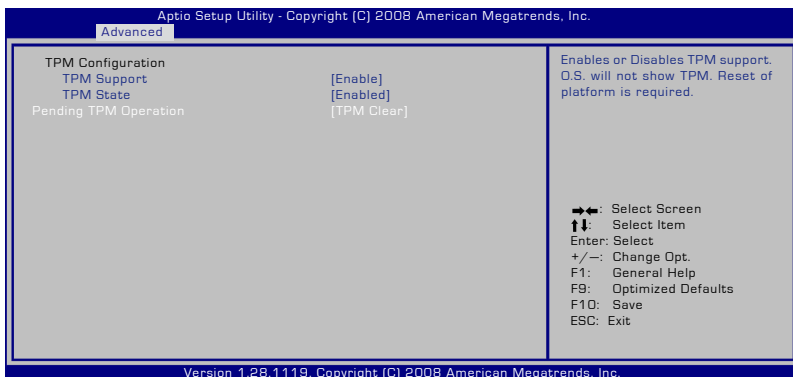 Aptio Setup Utility - Copyright (C) 2008 American Megatrends, Inc.
Advanced
TPM Configuration
TPM Support [Enable]
TPM State [Enabled]
Pending TPM Operation [TPM Clear]
Enables or Disables TPM support.
O.S. will not show TPM. Reset of
platform is required.
→←: Select Screen
↑↓: Select Item
Enter: Select
+/—: Change Opt.
F1: General Help
F9: Optimized Defaults
F10: Save
ESC: Exit
Version 1.28.1119. Copyright (C) 2008 American Megatrends, Inc.